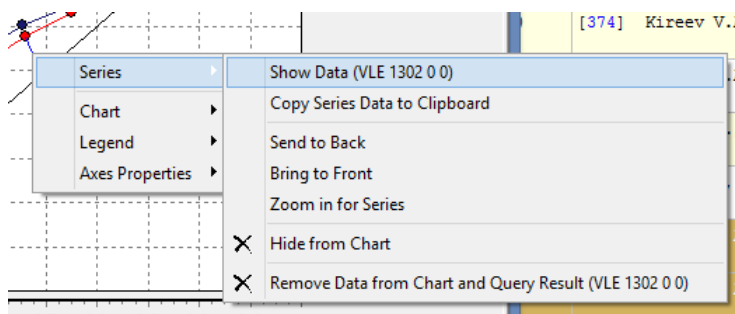 [374] Kireev V.
Series
Show Data (VLE 1302 0 0)
Copy Series Data to Clipboard
Chart
Legend
Send to Back
Axes Properties
Bring to Front
Zoom in for Series
Hide from Chart
Remove Data from Chart and Query Result (VLE 1302 0 0)